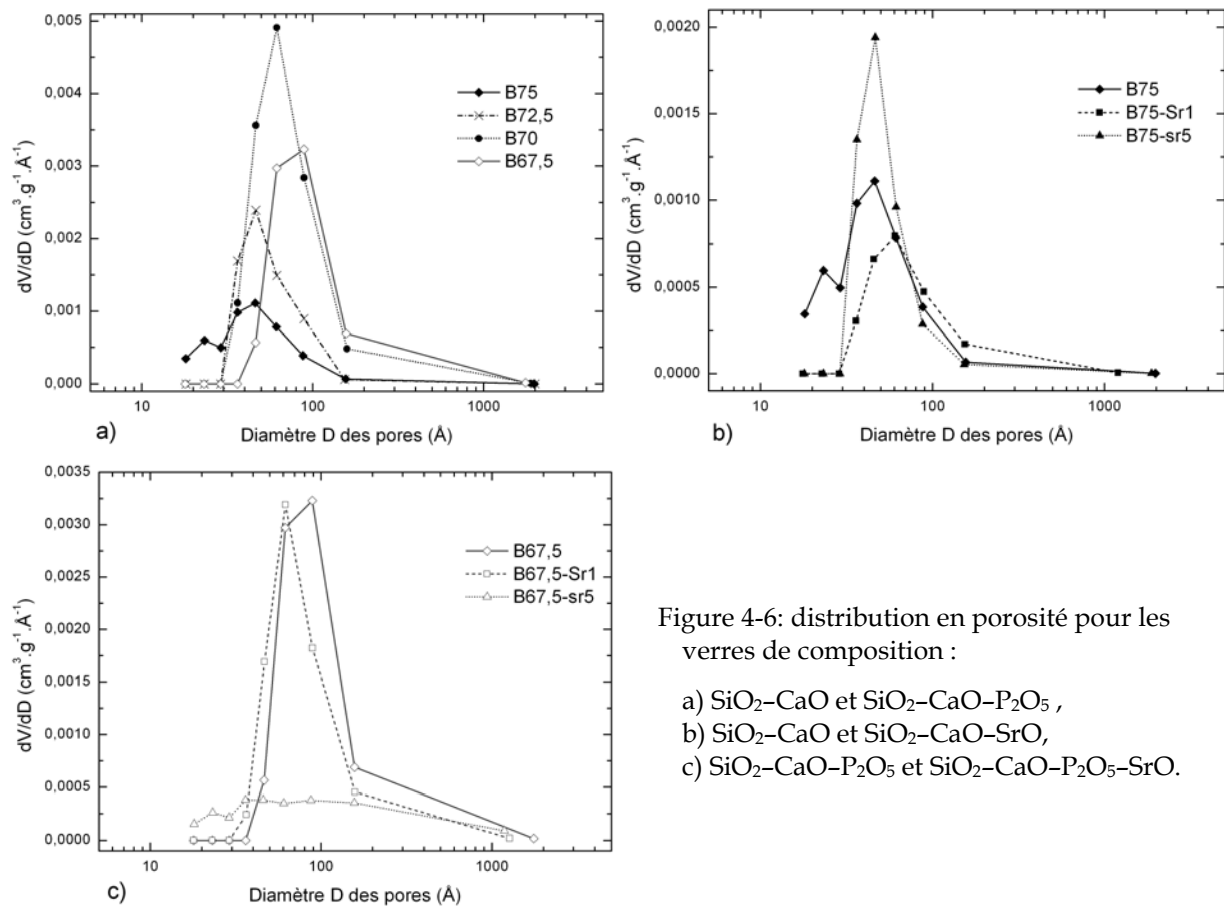 0,005
0,004
0,003
0,002
0,001
0,000
dV/dD (cm³.g⁻¹.Å⁻¹)
B75
B72,5
B70
B67,5
10 100 1000
a) Diamètre D des pores (Å)
0,0020
0,0015
0,0010
0,0005
0,0000
dV/dD (cm³.g⁻¹.Å⁻¹)
B75
B75-Sr1
B75-sr5
10 100 1000
b) Diamètre D des pores (Å)
0,0035
0,0030
0,0025
0,0020
0,0015
0,0010
0,0005
0,0000
dV/dD (cm³.g⁻¹.Å⁻¹)
B67,5
B67,5-Sr1
B67,5-sr5
10 100 1000
c) Diamètre D des pores (Å)
Figure 4-6: distribution en porosité pour les
verres de composition :
a) SiO₂–CaO et SiO₂–CaO–P₂O₅ ,
b) SiO₂–CaO et SiO₂–CaO–SrO,
c) SiO₂–CaO–P₂O₅ et SiO₂–CaO–P₂O₅–SrO.